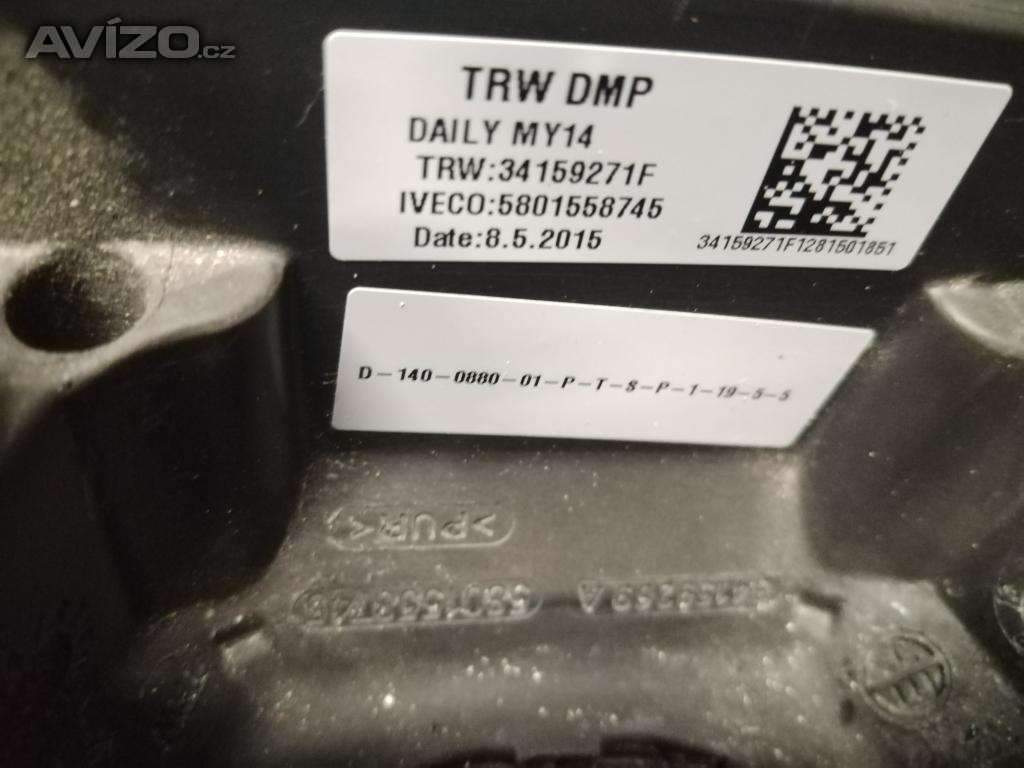 AVÍZO.cz
TRW DMP
DAILY MY14
TRW:34159271F
IVECO:5801558745
Date:8.5.2015
34159271F1281501851
D-140-0880-01-P-T-8-P-1-19-5-5
>PUR<